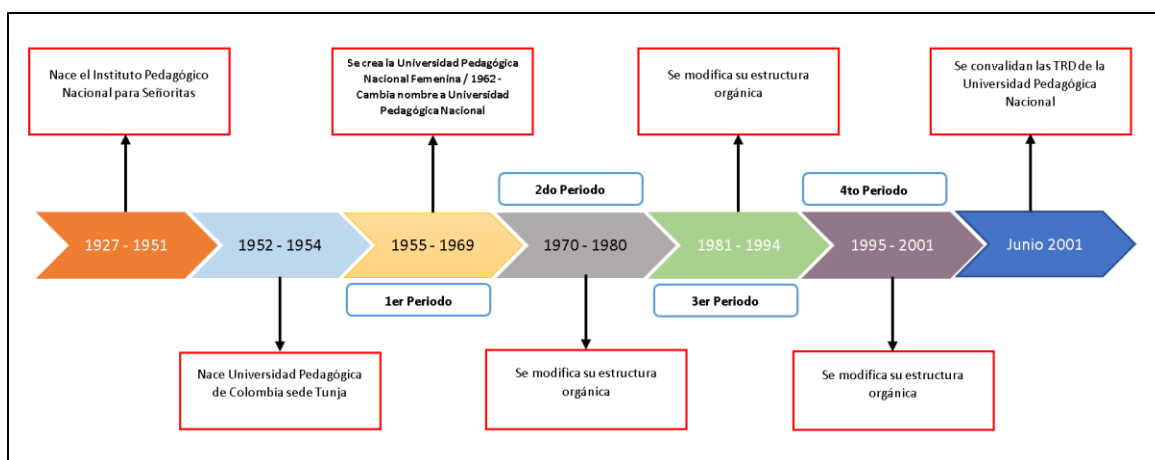 Nace el Instituto Pedagógico
Nacional para Señoritas
Se crea la Universidad Pedagógica
Nacional Femenina / 1962 -
Cambia nombre a Universidad
Pedagógica Nacional
Se modifica su estructura
orgánica
Se convalidan las TRD de la
Universidad Pedagógica
Nacional
2do Periodo
4to Periodo
1927 - 1951
1952 - 1954
1955 - 1969
1970 - 1980
1981 - 1994
1995 - 2001
Junio 2001
1er Periodo
3er Periodo
Nace Universidad Pedagógica
de Colombia sede Tunja
Se modifica su estructura
orgánica
Se modifica su estructura
orgánica